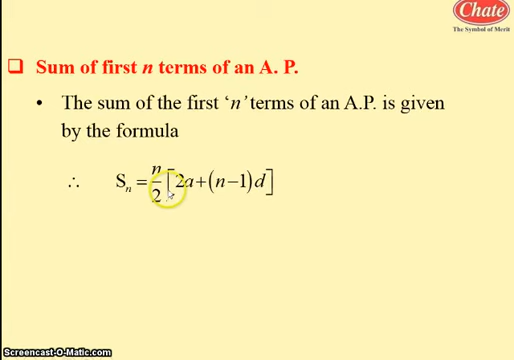 Chate
The Symbol of Merit
❑ Sum of first n terms of an A. P.
• The sum of the first ‘n’ terms of an A.P. is given
by the formula
∴ Sₙ = n/2 [2a+(n−1)d]
Screencast-O-Matic.com